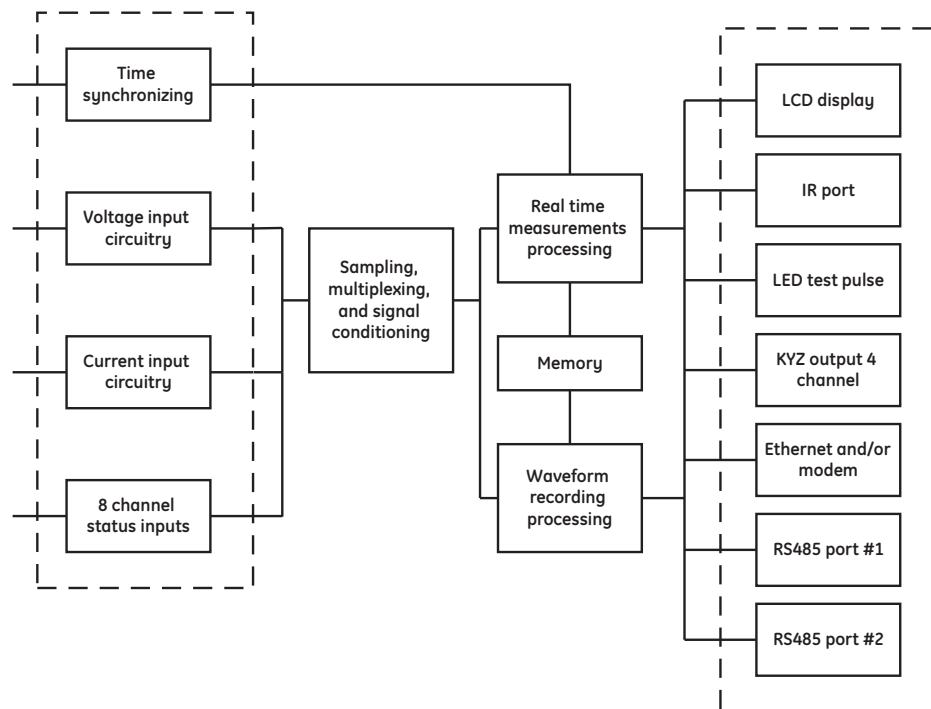 Time
synchronizing
Voltage input
circuitry
Current input
circuitry
8 channel
status inputs
Sampling,
multiplexing,
and signal
conditioning
Real time
measurements
processing
Memory
Waveform
recording
processing
LCD display
IR port
LED test pulse
KYZ output 4
channel
Ethernet and/or
modem
RS485 port #1
RS485 port #2